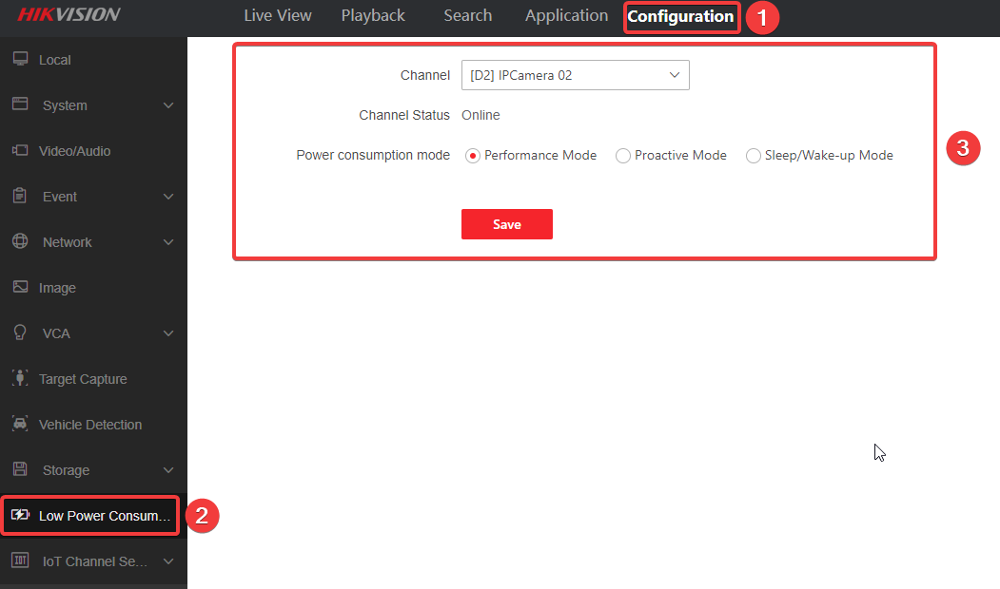 HIKVISION
Live View Playback Search Application Configuration 1
Local
System
Video/Audio
Event
Network
Image
VCA
Target Capture
Vehicle Detection
Storage
Low Power Consum... 2
IOT IoT Channel Se...
Channel [D2] IPCamera 02
Channel Status Online
Power consumption mode Performance Mode Proactive Mode Sleep/Wake-up Mode
3
Save